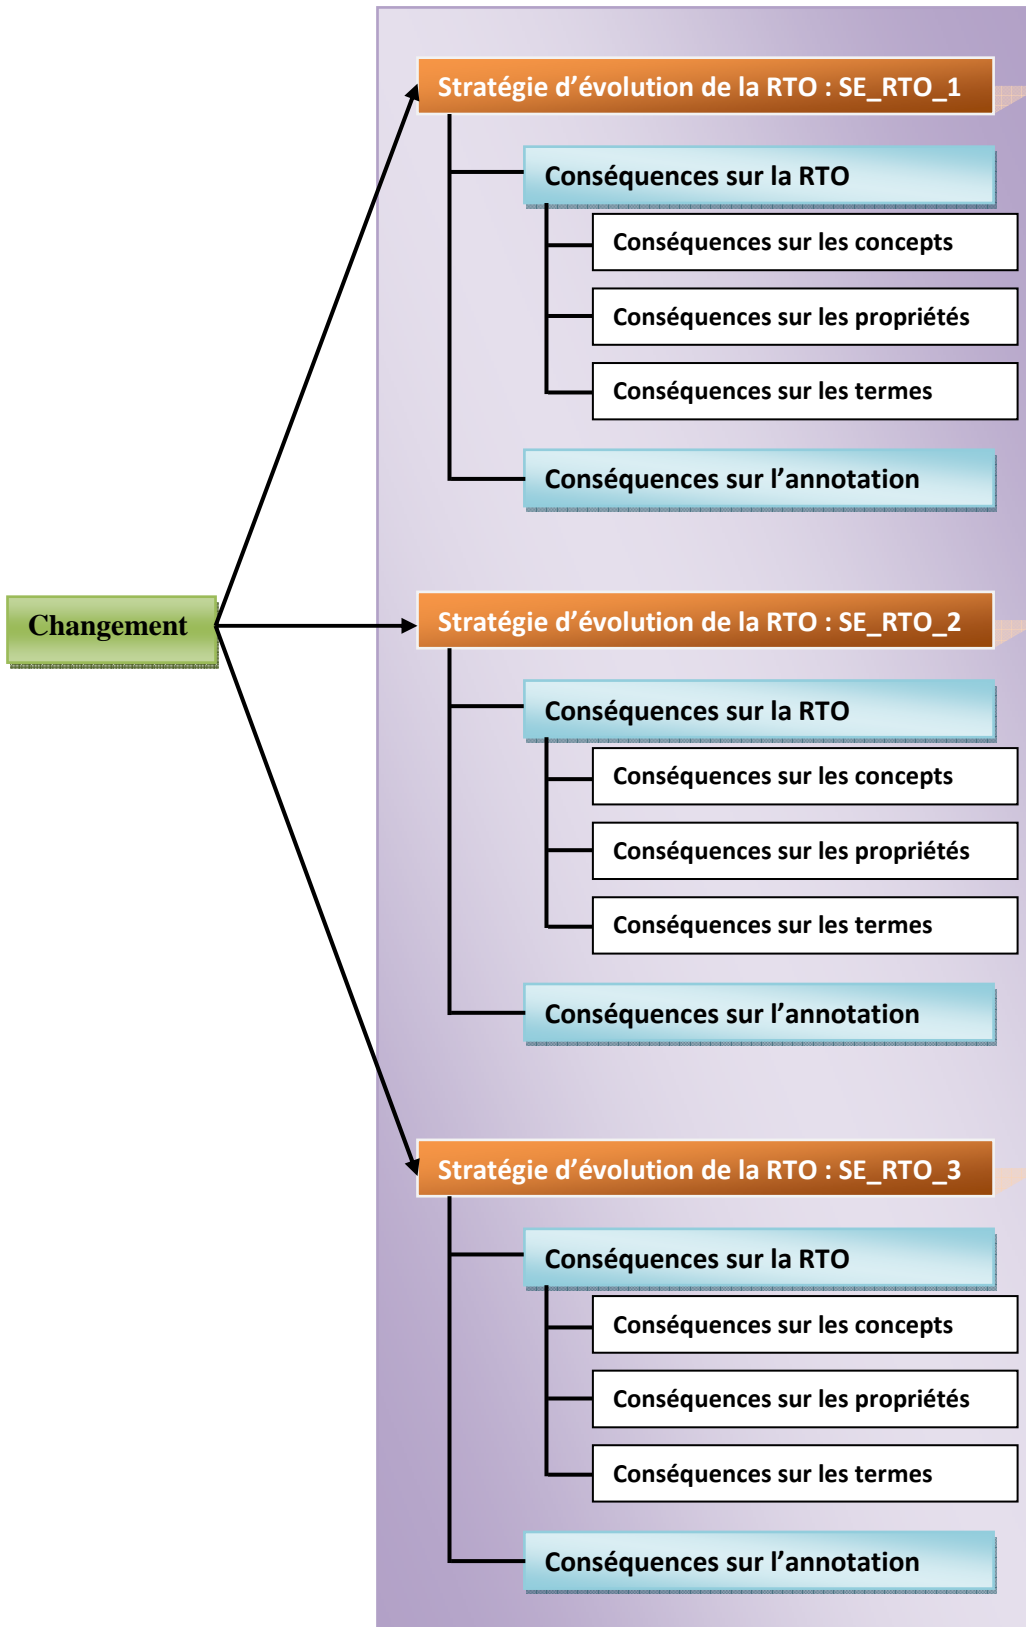 Stratégie d’évolution de la RTO : SE_RTO_1
Conséquences sur la RTO
Conséquences sur les concepts
Conséquences sur les propriétés
Conséquences sur les termes
Conséquences sur l’annotation
Changement
Stratégie d’évolution de la RTO : SE_RTO_2
Conséquences sur la RTO
Conséquences sur les concepts
Conséquences sur les propriétés
Conséquences sur les termes
Conséquences sur l’annotation
Stratégie d’évolution de la RTO : SE_RTO_3
Conséquences sur la RTO
Conséquences sur les concepts
Conséquences sur les propriétés
Conséquences sur les termes
Conséquences sur l’annotation